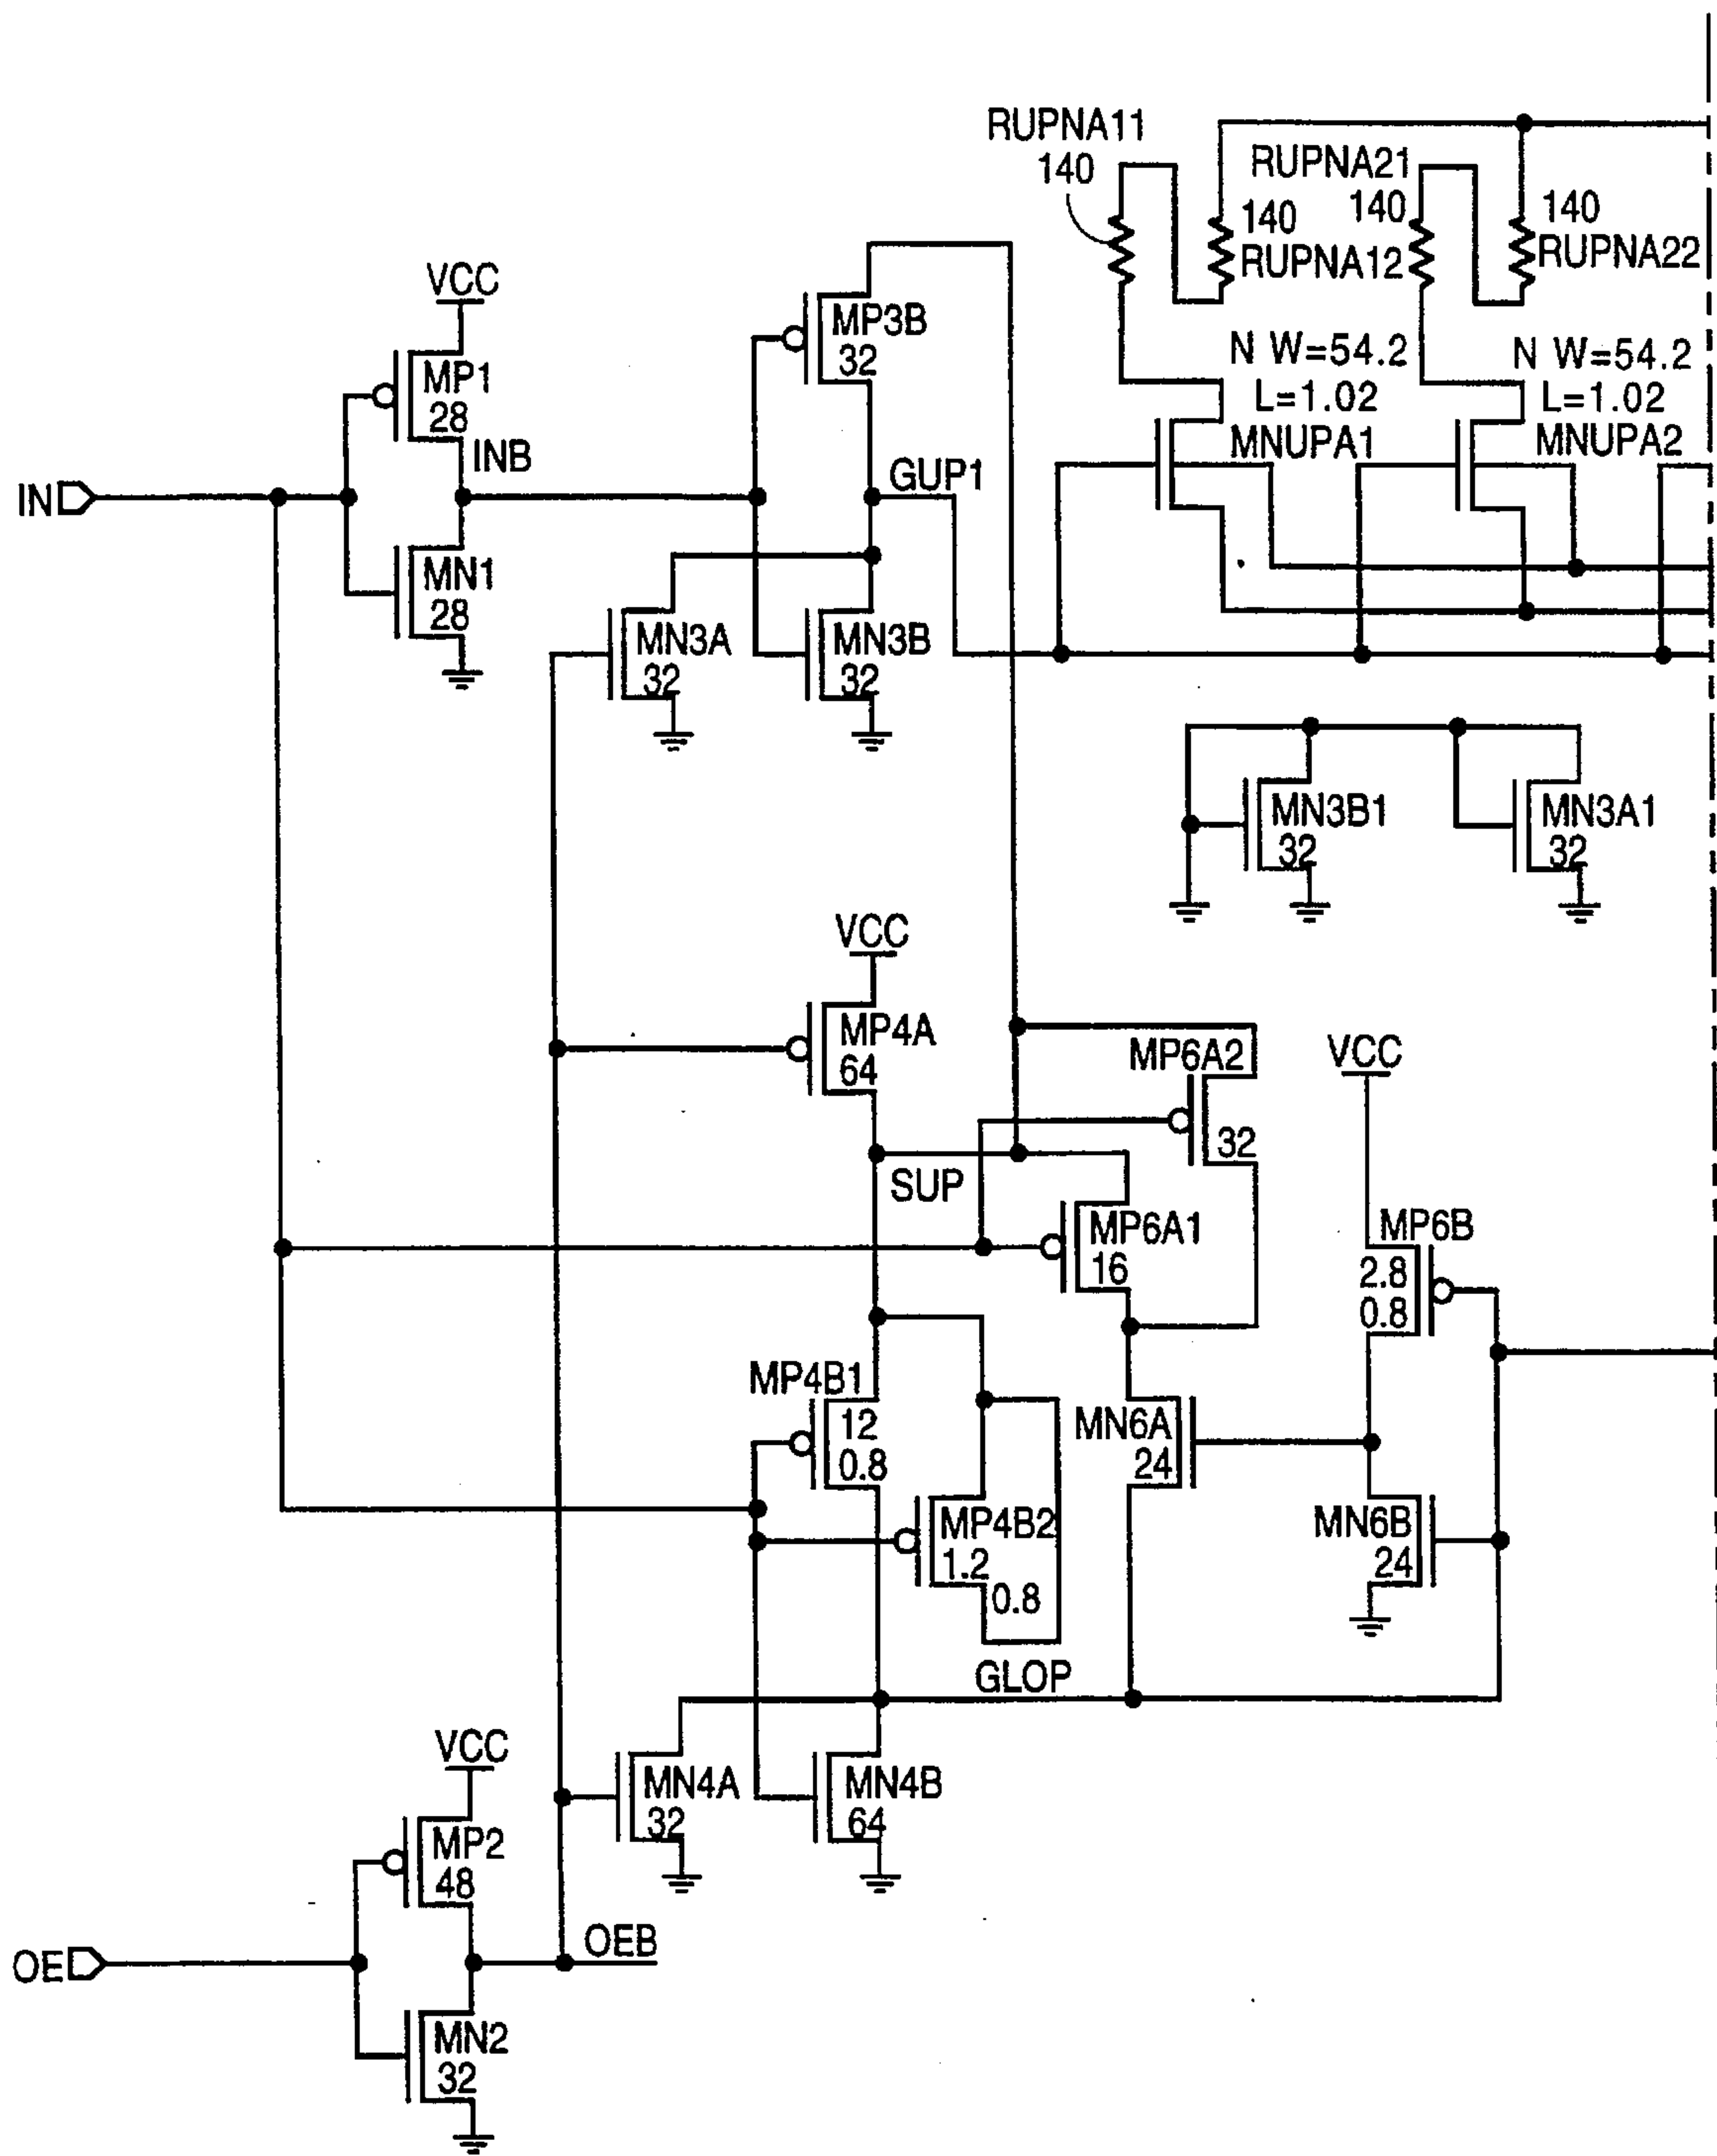 RUPNA11
140
RUPNA21
140
140
RUPNA12
140
RUPNA22
VCC
MP1
28
INB
MP3B
32
N W=54.2
L=1.02
MNUPA1
N W=54.2
L=1.02
MNUPA2
GUP1
IN
MN1
28
MN3A
32
MN3B
32
MN3B1
32
MN3A1
32
VCC
MP4A
64
MP6A2
32
VCC
SUP
MP6A1
16
MP6B
2.8
0.8
MP4B1
12
0.8
MN6A
24
MP4B2
1.2
0.8
MN6B
24
GLOP
VCC
MN4A
32
MN4B
64
MP2
48
OE
OEB
MN2
32